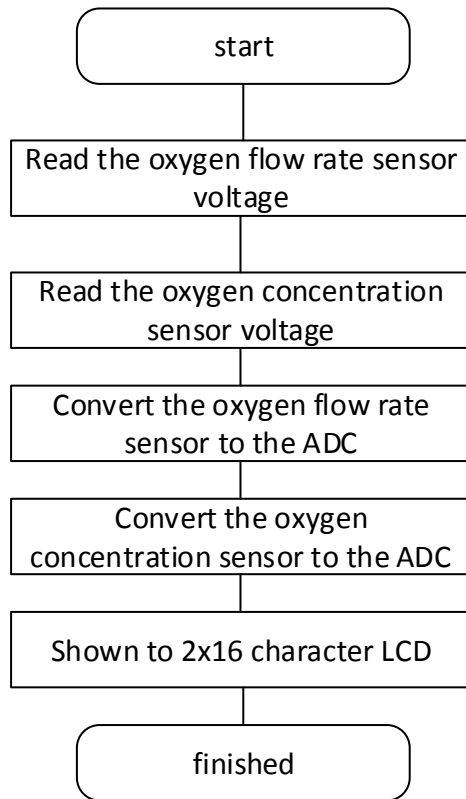 start
Read the oxygen flow rate sensor
voltage
Read the oxygen concentration
sensor voltage
Convert the oxygen flow rate
sensor to the ADC
Convert the oxygen
concentration sensor to the ADC
Shown to 2x16 character LCD
finished